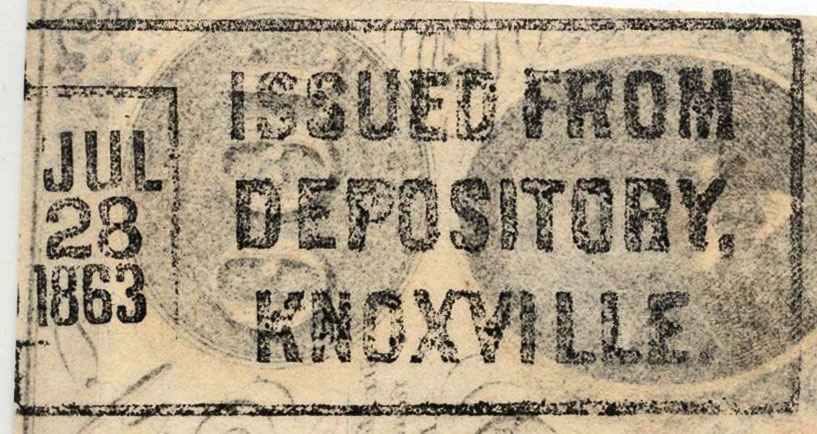 JUL
28
1863
ISSUED FROM
DEPOSITORY,
KNOXVILLE.